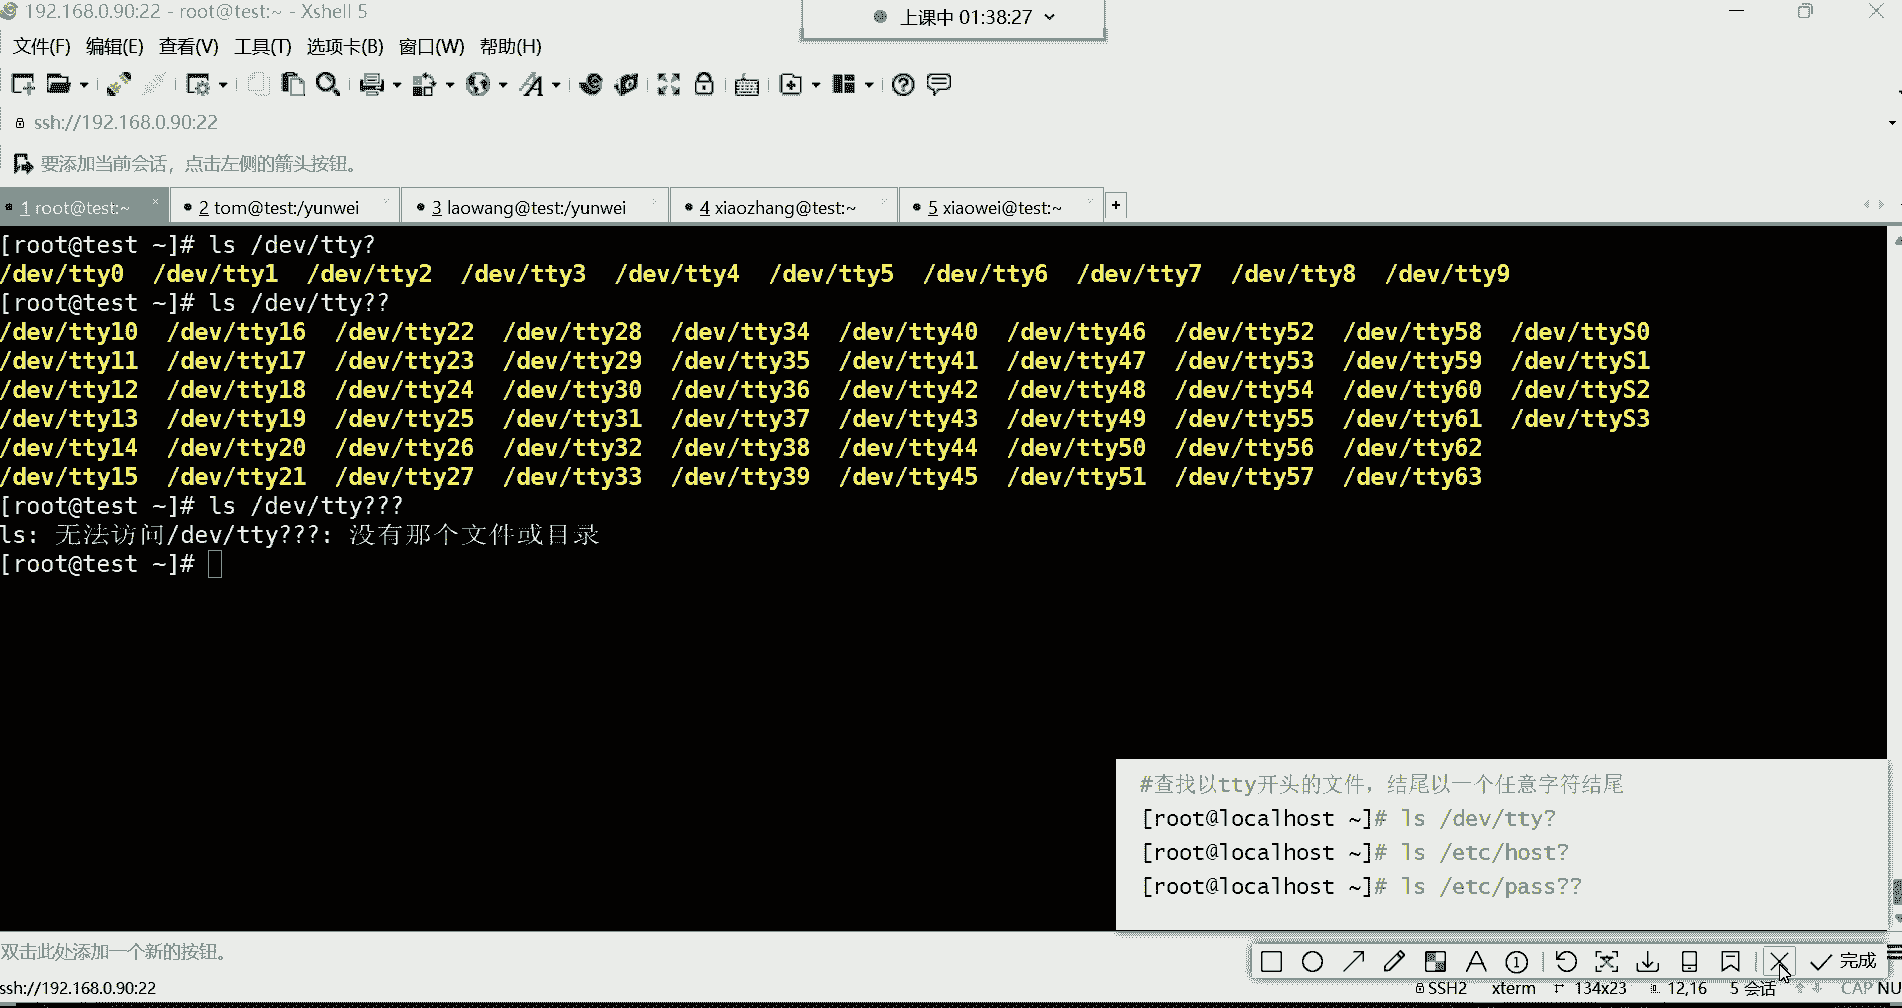 192.168.0.90:22 - root@test:~ - Xshell 5
上课中 01:38:27
文件(F) 编辑(E) 查看(V) 工具(T) 选项卡(B) 窗口(W) 帮助(H)
ssh://192.168.0.90:22
要添加当前会话，点击左侧的箭头按钮。
1 root@test:~ 2 tom@test:/yunwei 3 laowang@test:/yunwei 4 xiaozhang@test:~ 5 xiaowei@test:~ +
[root@test ~]# ls /dev/tty?
/dev/tty0 /dev/tty1 /dev/tty2 /dev/tty3 /dev/tty4 /dev/tty5 /dev/tty6 /dev/tty7 /dev/tty8 /dev/tty9
[root@test ~]# ls /dev/tty??
/dev/tty10 /dev/tty16 /dev/tty22 /dev/tty28 /dev/tty34 /dev/tty40 /dev/tty46 /dev/tty52 /dev/tty58 /dev/ttyS0
/dev/tty11 /dev/tty17 /dev/tty23 /dev/tty29 /dev/tty35 /dev/tty41 /dev/tty47 /dev/tty53 /dev/tty59 /dev/ttyS1
/dev/tty12 /dev/tty18 /dev/tty24 /dev/tty30 /dev/tty36 /dev/tty42 /dev/tty48 /dev/tty54 /dev/tty60 /dev/ttyS2
/dev/tty13 /dev/tty19 /dev/tty25 /dev/tty31 /dev/tty37 /dev/tty43 /dev/tty49 /dev/tty55 /dev/tty61 /dev/ttyS3
/dev/tty14 /dev/tty20 /dev/tty26 /dev/tty32 /dev/tty38 /dev/tty44 /dev/tty50 /dev/tty56 /dev/tty62
/dev/tty15 /dev/tty21 /dev/tty27 /dev/tty33 /dev/tty39 /dev/tty45 /dev/tty51 /dev/tty57 /dev/tty63
[root@test ~]# ls /dev/tty???
ls: 无法访问/dev/tty???: 没有那个文件或目录
[root@test ~]#
#查找以tty开头的文件，结尾以一个任意字符结尾
[root@localhost ~]# ls /dev/tty?
[root@localhost ~]# ls /etc/host?
[root@localhost ~]# ls /etc/pass??
双击此处添加一个新的按钮。
完成
ssh://192.168.0.90:22 SSH2 xterm 134x23 12,16 5 会话 CAP NU